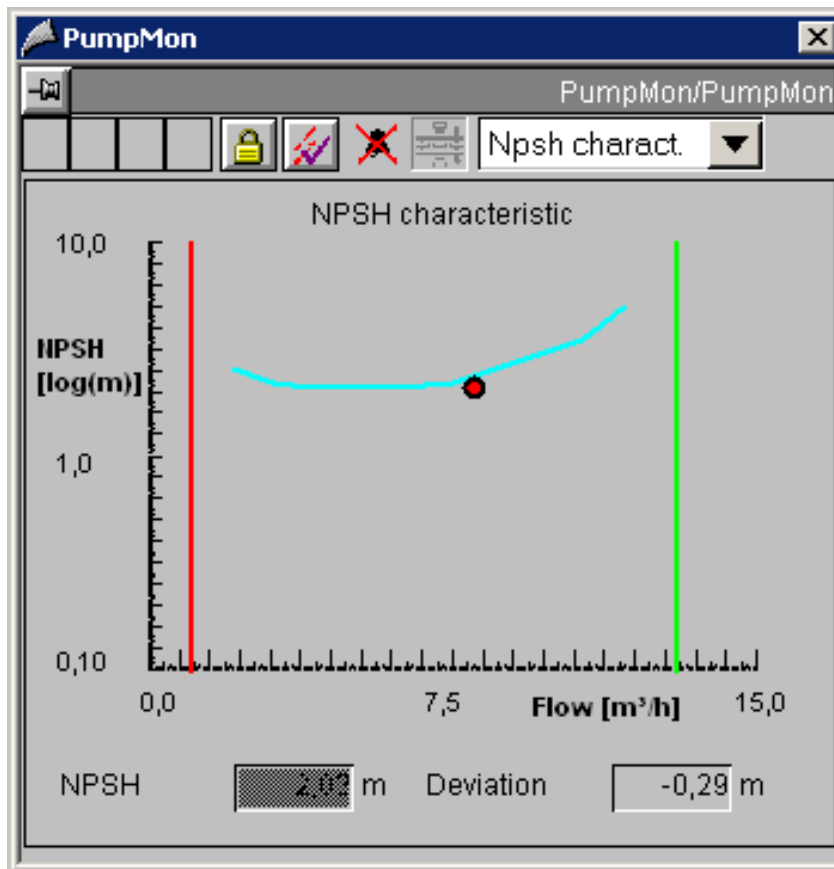 PumpMon
PumpMon/PumpMon
Npsh charact.
NPSH characteristic
10,0
NPSH
[log(m)]
1,0
0,10
0,0 7,5 Flow [m³/h] 15,0
NPSH 2,02 m Deviation -0,29 m